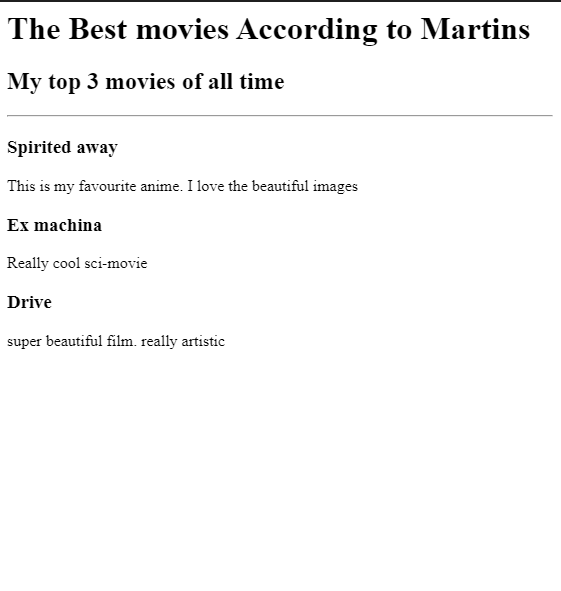 The Best movies According to Martins
My top 3 movies of all time
Spirited away
This is my favourite anime. I love the beautiful images
Ex machina
Really cool sci-movie
Drive
super beautiful film. really artistic